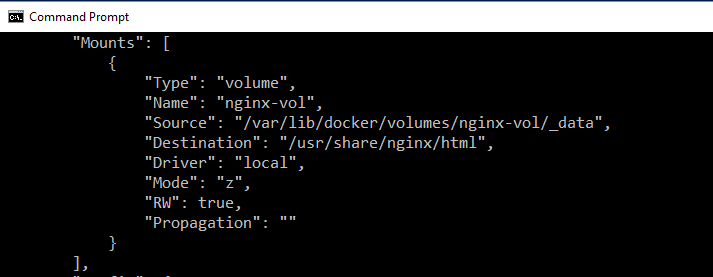 Command Prompt
"Mounts": [
{
"Type": "volume",
"Name": "nginx-vol",
"Source": "/var/lib/docker/volumes/nginx-vol/_data",
"Destination": "/usr/share/nginx/html",
"Driver": "local",
"Mode": "z",
"RW": true,
"Propagation": ""
}
],